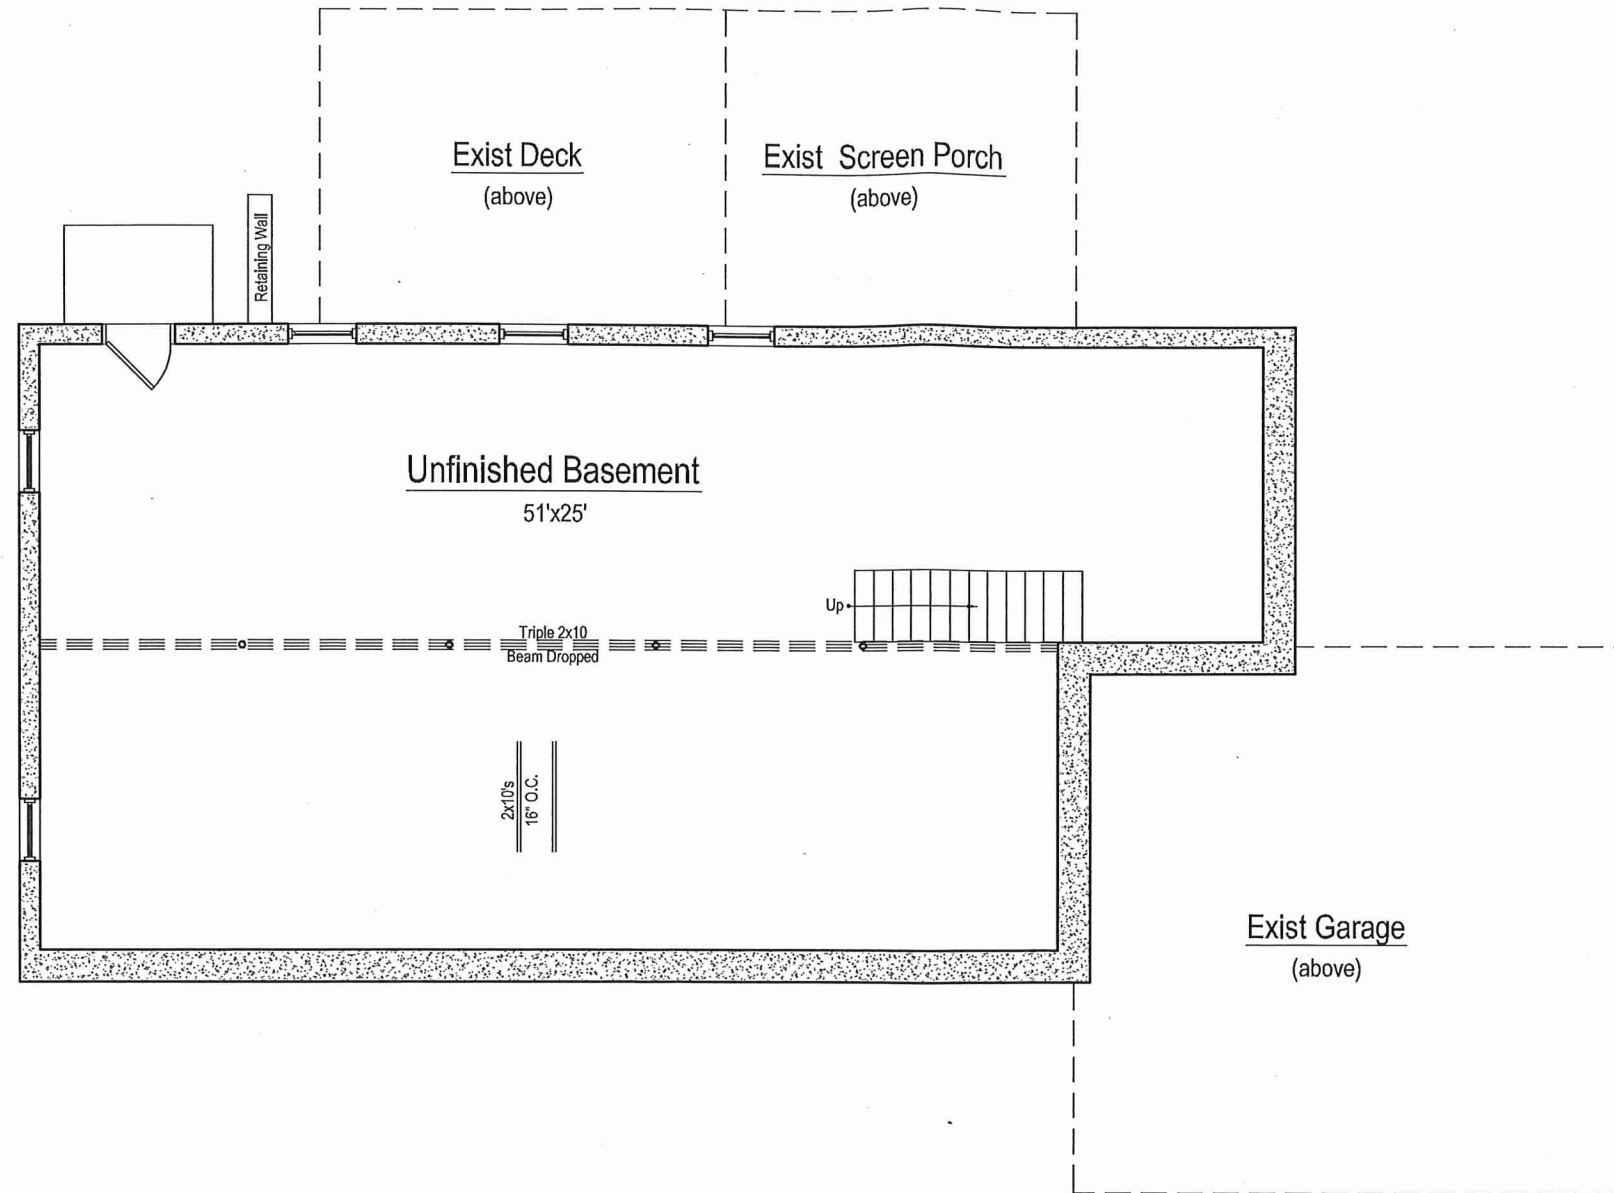 Exist Deck
(above)
Exist Screen Porch
(above)
Retaining Wall
Unfinished Basement
51'x25'
Up
Triple 2x10
Beam Dropped
2x10's
16" O.C.
Exist Garage
(above)